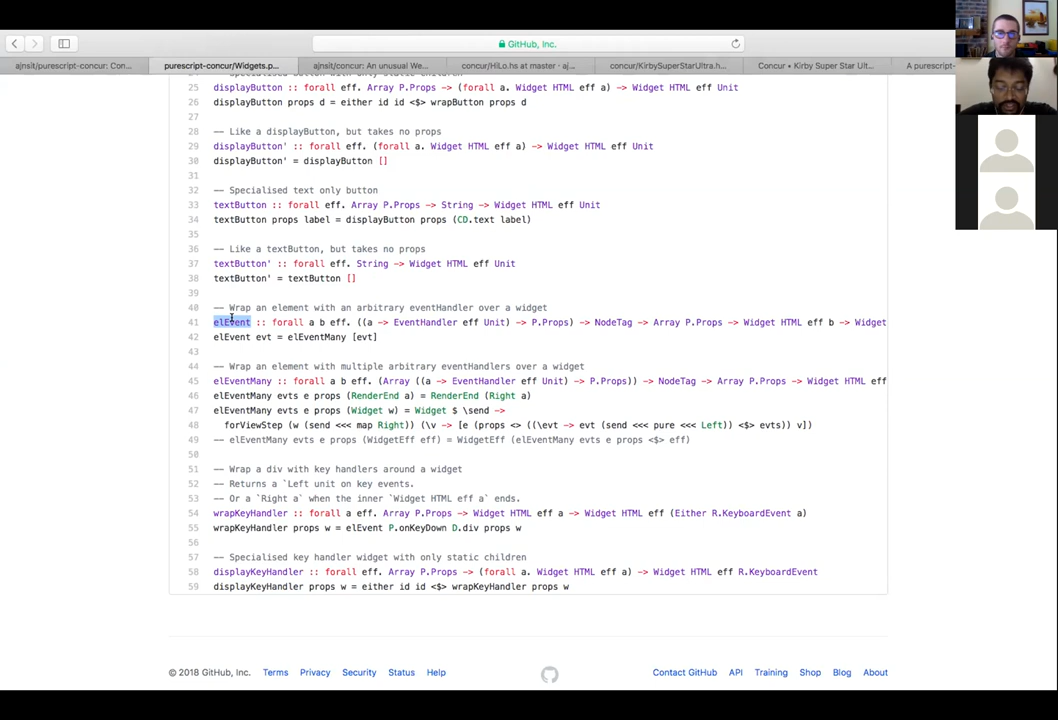 GitHub, Inc.
ajnsit/purescript-concur: Con...
purescript-concur/Widgets.p...
ajnsit/concur: An unusual We...
concur/HiLo.hs at master · aj...
concur/KirbySuperStarUltra.h...
Concur • Kirby Super Star Ult...
A purescript-
25 displayButton :: forall eff. Array P.Props -> (forall a. Widget HTML eff a) -> Widget HTML eff Unit
26 displayButton props d = either id id <$> wrapButton props d
27
28 -- Like a displayButton, but takes no props
29 displayButton' :: forall eff. (forall a. Widget HTML eff a) -> Widget HTML eff Unit
30 displayButton' = displayButton []
31
32 -- Specialised text only button
33 textButton :: forall eff. Array P.Props -> String -> Widget HTML eff Unit
34 textButton props label = displayButton props (CD.text label)
35
36 -- Like a textButton, but takes no props
37 textButton' :: forall eff. String -> Widget HTML eff Unit
38 textButton' = textButton []
39
40 -- Wrap an element with an arbitrary eventHandler over a widget
41 elEvent :: forall a b eff. ((a -> EventHandler eff Unit) -> P.Props) -> NodeTag -> Array P.Props -> Widget HTML eff b -> Widget
42 elEvent evt = elEventMany [evt]
43
44 -- Wrap an element with multiple arbitrary eventHandlers over a widget
45 elEventMany :: forall a b eff. (Array ((a -> EventHandler eff Unit) -> P.Props)) -> NodeTag -> Array P.Props -> Widget HTML eff
46 elEventMany evts e props (RenderEnd a) = RenderEnd (Right a)
47 elEventMany evts e props (Widget w) = Widget $ \send ->
48 forViewStep (w (send <<< map Right)) (\v -> [e (props <> ((\evt -> evt (send <<< pure <<< Left)) <$> evts)) v])
49 -- elEventMany evts e props (WidgetEff eff) = WidgetEff (elEventMany evts e props <$> eff)
50
51 -- Wrap a div with key handlers around a widget
52 -- Returns a `Left unit on key events.
53 -- Or a `Right a` when the inner `Widget HTML eff a` ends.
54 wrapKeyHandler :: forall a eff. Array P.Props -> Widget HTML eff a -> Widget HTML eff (Either R.KeyboardEvent a)
55 wrapKeyHandler props w = elEvent P.onKeyDown D.div props w
56
57 -- Specialised key handler widget with only static children
58 displayKeyHandler :: forall eff. Array P.Props -> (forall a. Widget HTML eff a) -> Widget HTML eff R.KeyboardEvent
59 displayKeyHandler props w = either id id <$> wrapKeyHandler props w
© 2018 GitHub, Inc. Terms Privacy Security Status Help Contact GitHub API Training Shop Blog About